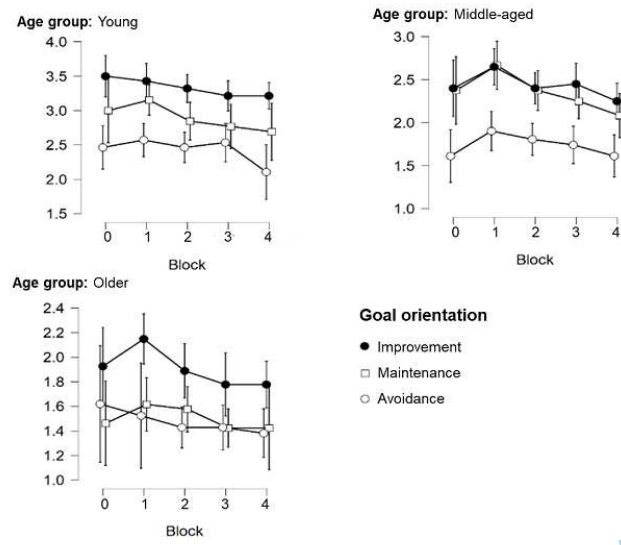 Age group: Young
4.0
3.5
3.0
2.5
2.0
1.5
0 1 2 3 4
Block
Age group: Middle-aged
3.0
2.5
2.0
1.5
1.0
0 1 2 3 4
Block
Age group: Older
2.4
2.2
2.0
1.8
1.6
1.4
1.2
1.0
0 1 2 3 4
Block
Goal orientation
Improvement
Maintenance
Avoidance